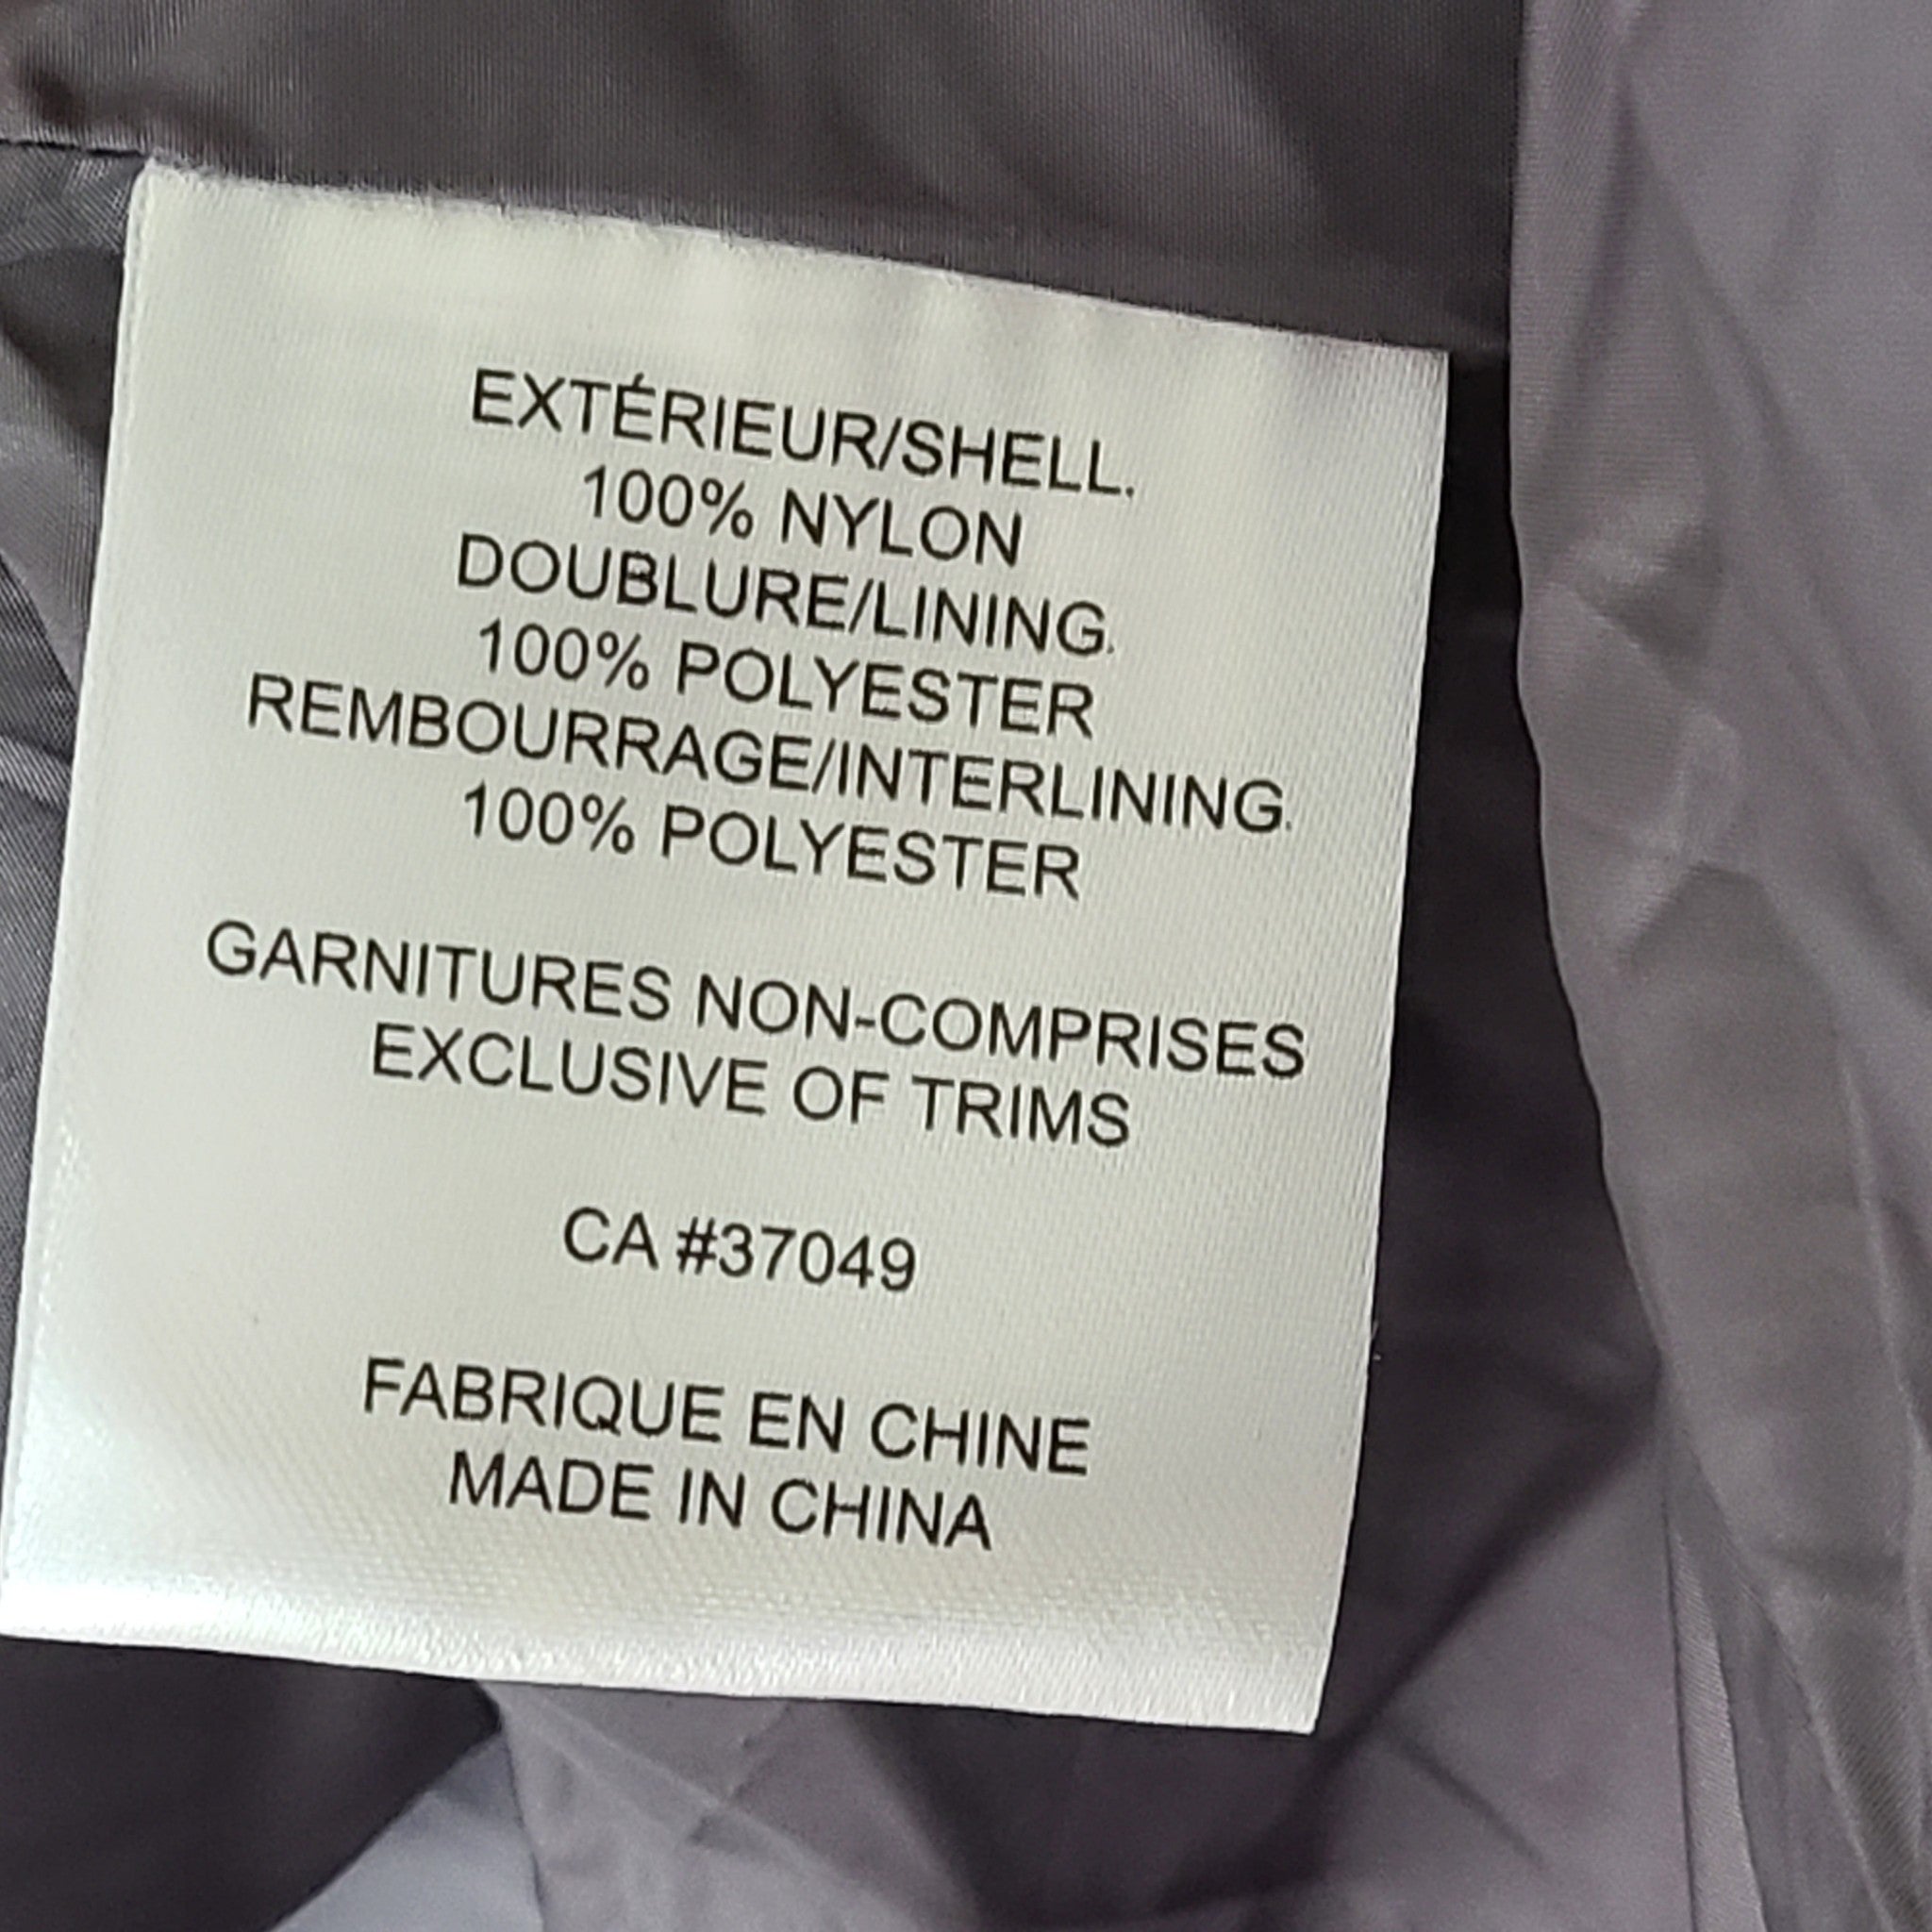 EXTÉRIEUR/SHELL.
100% NYLON
DOUBLURE/LINING.
100% POLYESTER
REMBOURRAGE/INTERLINING.
100% POLYESTER
GARNITURES NON-COMPRISES
EXCLUSIVE OF TRIMS
CA #37049
FABRIQUE EN CHINE
MADE IN CHINA